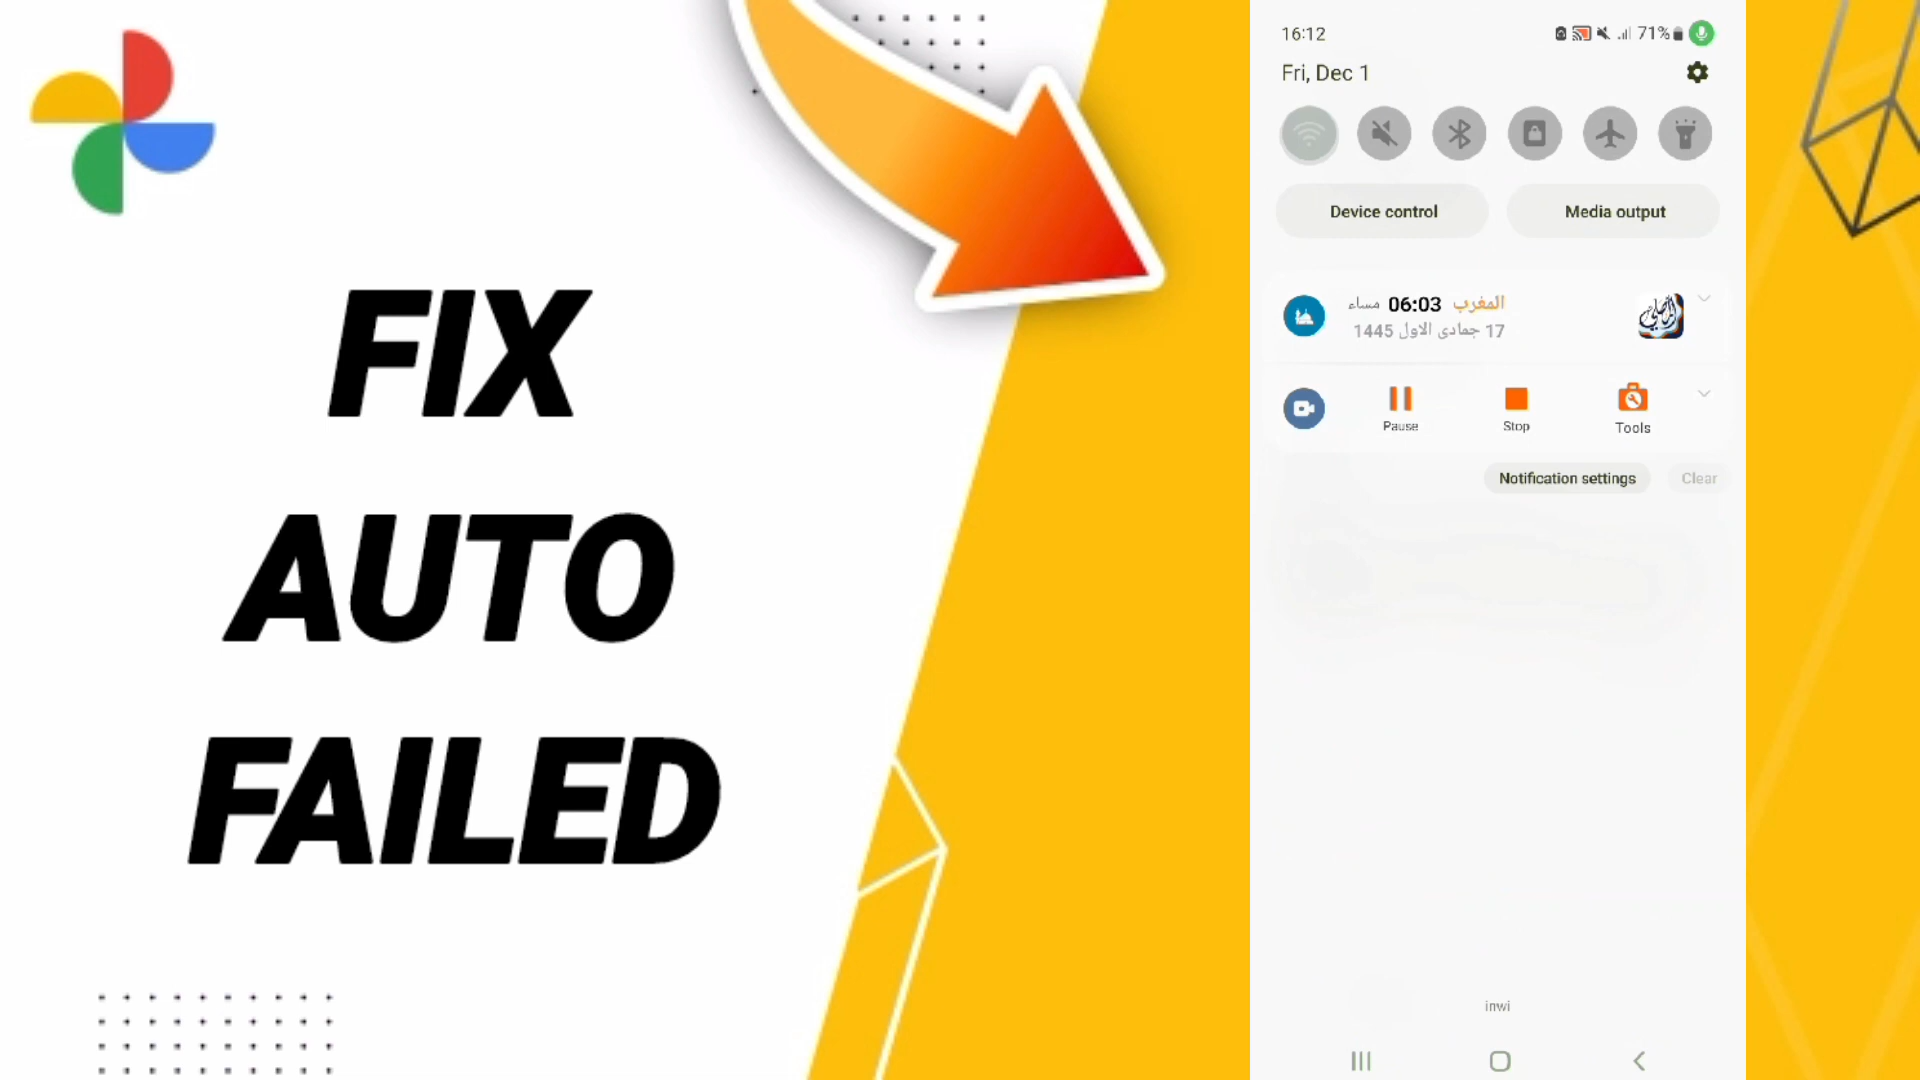 FIX
AUTO
FAILED
16:12
71%
Fri, Dec 1
Device control
Media output
المغرب 06:03 مساء
17 جمادى الاول 1445
Pause
Stop
Tools
Notification settings
Clear
inwi